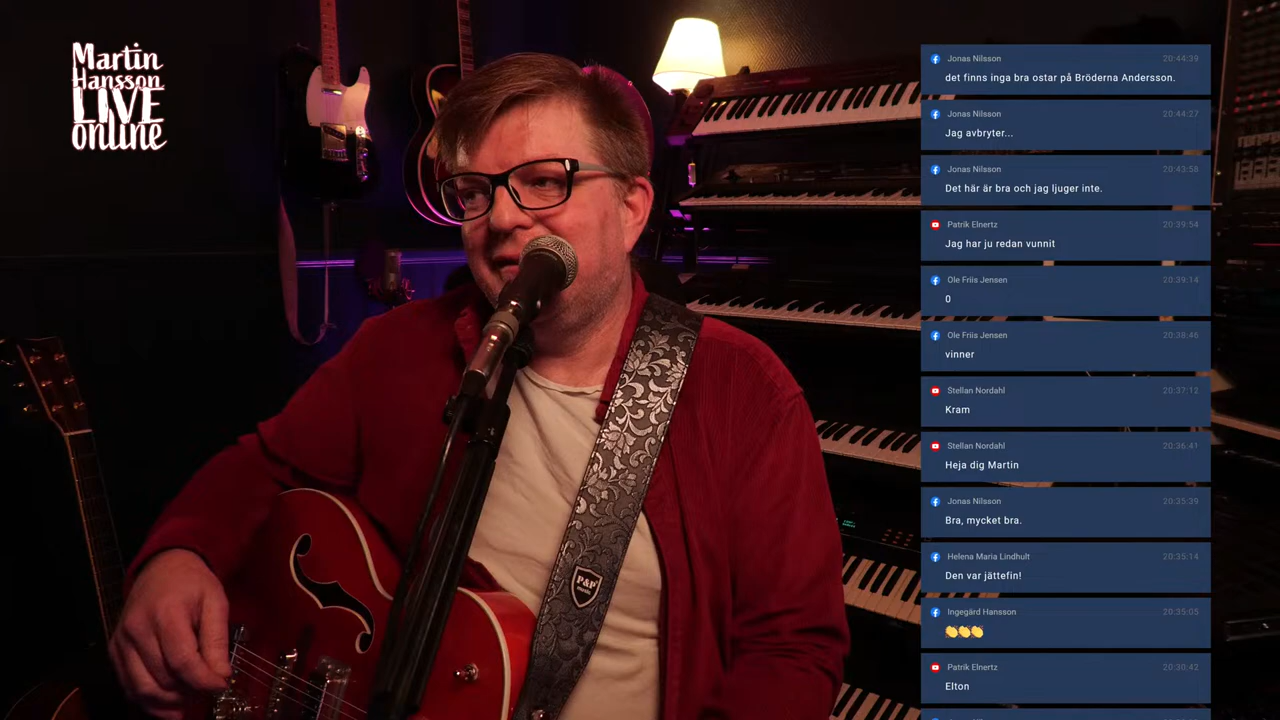 Martin
Hansson
LIVE
online
Jonas Nilsson 20:44:39
det finns inga bra ostar på Bröderna Andersson.
Jonas Nilsson 20:44:27
Jag avbryter...
Jonas Nilsson 20:43:58
Det här är bra och jag ljuger inte.
Patrik Elnertz 20:39:54
Jag har ju redan vunnit
Ole Friis Jensen 20:39:14
0
Ole Friis Jensen 20:38:46
vinner
Stellan Nordahl 20:37:12
Kram
Stellan Nordahl 20:36:41
Heja dig Martin
Jonas Nilsson 20:35:39
Bra, mycket bra.
Helena Maria Lindhult 20:35:14
Den var jättefin!
Ingegärd Hansson 20:35:05
👏👏👏
Patrik Elnertz 20:30:42
Elton
P&P